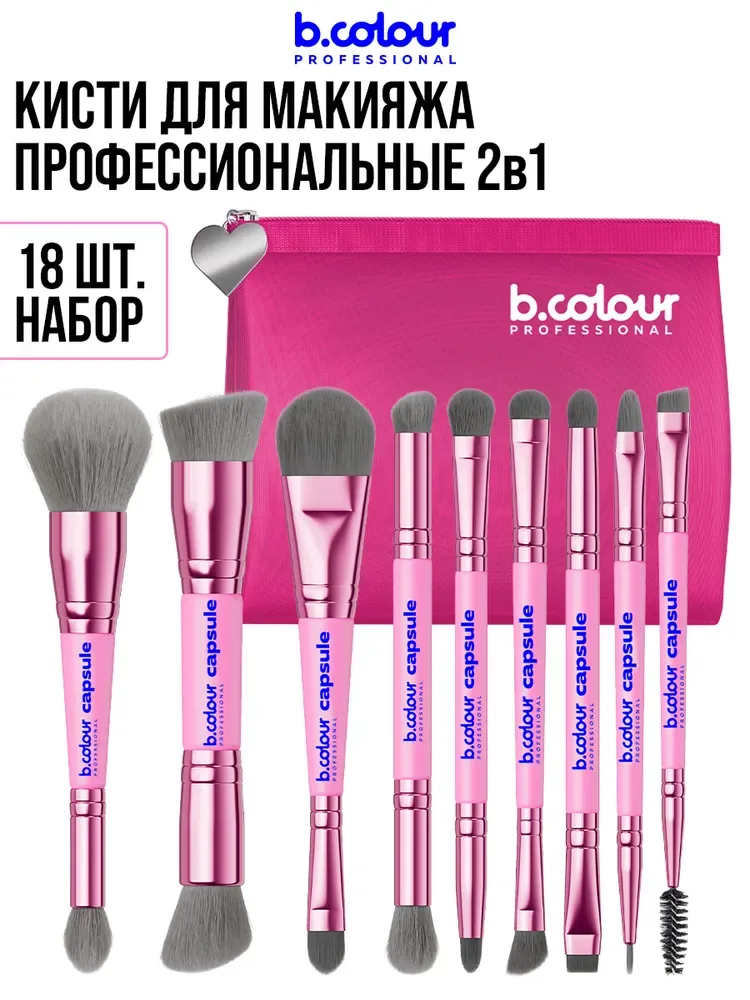 b.colour
PROFESSIONAL
КИСТИ ДЛЯ МАКИЯЖА
ПРОФЕССИОНАЛЬНЫЕ 2в1
18 ШТ.
НАБОР
b.colour
PROFESSIONAL
b.colour capsule
PROFESSIONAL
b.colour capsule
PROFESSIONAL
b.colour capsule
PROFESSIONAL
b.colour capsule
PROFESSIONAL
b.colour capsule
PROFESSIONAL
b.colour capsule
PROFESSIONAL
b.colour capsule
PROFESSIONAL
b.colour capsule
PROFESSIONAL
b.colour capsule
PROFESSIONAL